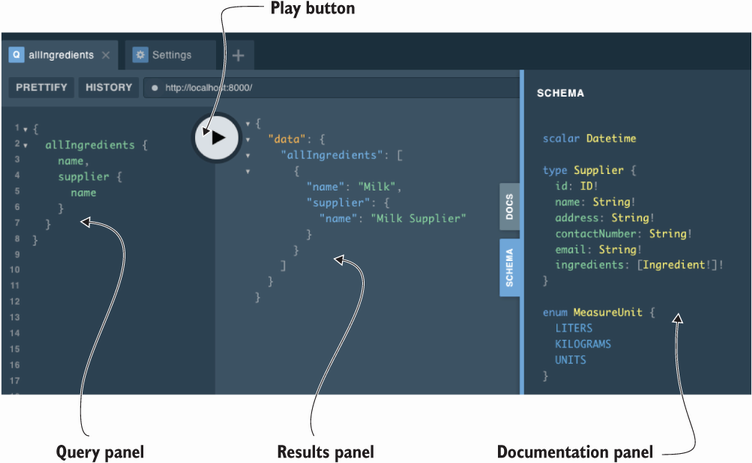 Play button
allIngredients ×
Settings
+
PRETTIFY
HISTORY
http://localhost:8000/
1 {
2 allIngredients {
3 name,
4 supplier {
5 name
6 }
7 }
8 }
9
10
11
12
13
14
15
16
17
{
"data": {
"allIngredients": [
{
"name": "Milk",
"supplier": {
"name": "Milk Supplier"
}
}
]
}
}
DOCS
SCHEMA
SCHEMA
scalar Datetime
type Supplier {
id: ID!
name: String!
address: String!
contactNumber: String!
email: String!
ingredients: [Ingredient!]!
}
enum MeasureUnit {
LITERS
KILOGRAMS
UNITS
}
Query panel
Results panel
Documentation panel